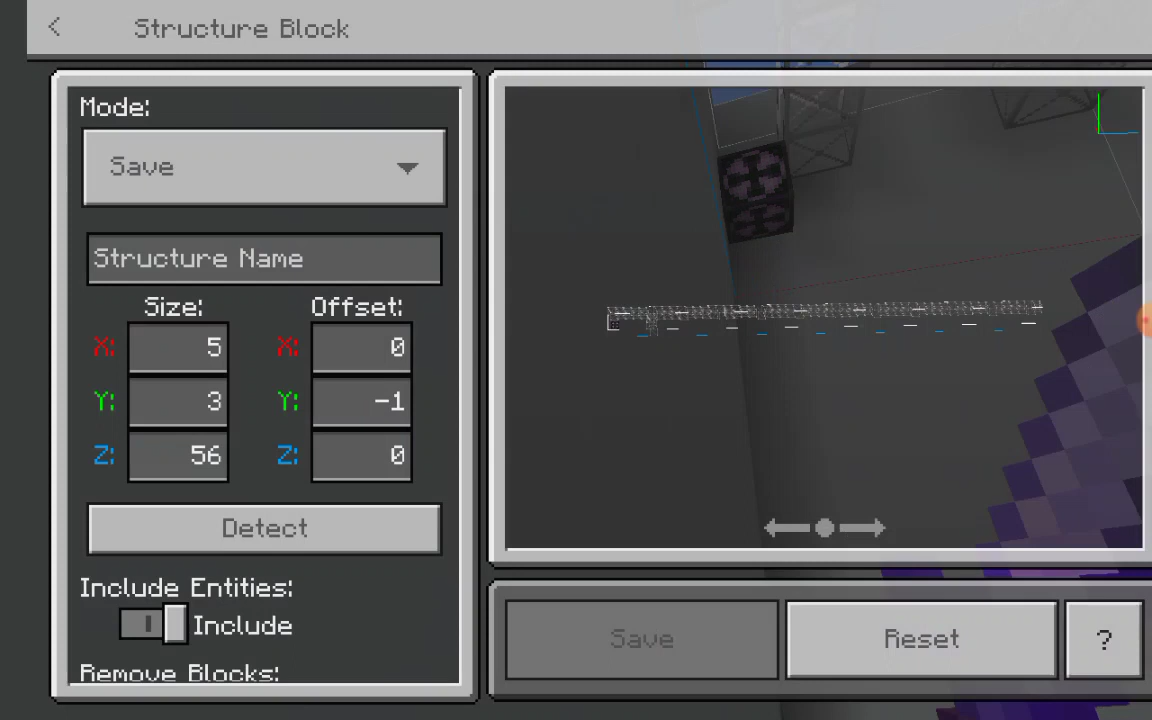 Structure Block
Mode:
Save
Structure Name
Size: Offset:
X: 5 X: 0
Y: 3 Y: -1
Z: 56 Z: 0
Detect
Include Entities:
Include
Remove Blocks:
Save Reset ?